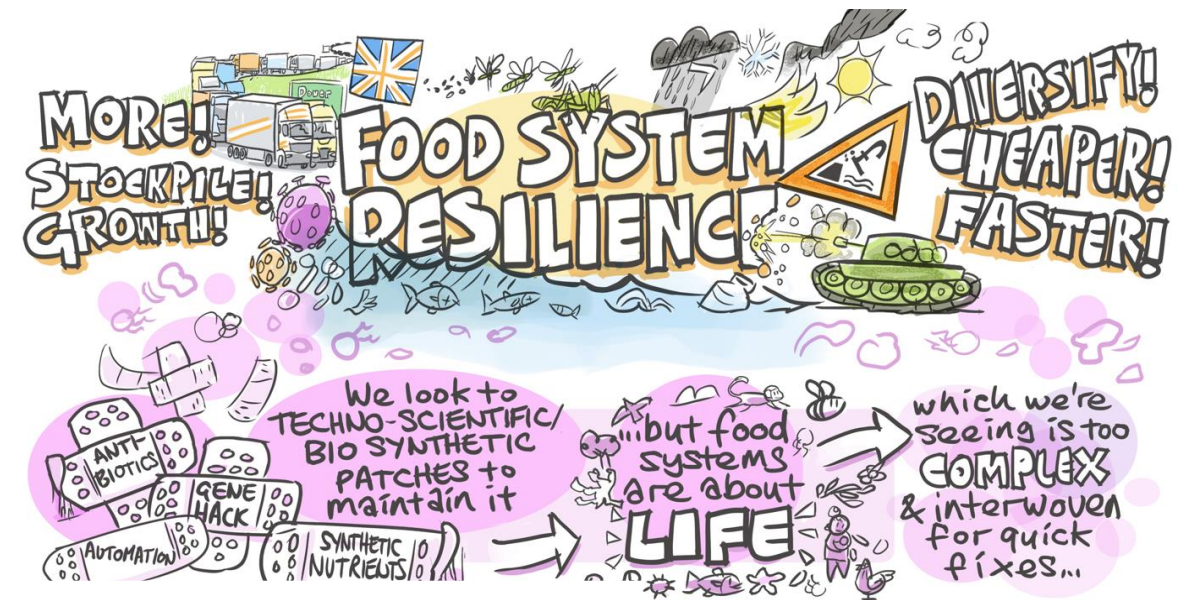 MORE!
STOCKPILE!
GROWTH!
Dover
FOOD SYSTEM
RESILIENCE
DIVERSIFY!
CHEAPER!
FASTER!
We look to
TECHNO-SCIENTIFIC/
BIO SYNTHETIC
PATCHES to
maintain it
ANTI-
BIOTICS
GENE
HACK
AUTOMATION
SYNTHETIC
NUTRIENTS
...but food
systems
are about
LIFE
which we're
seeing is too
COMPLEX
& interwoven
for quick
fixes...